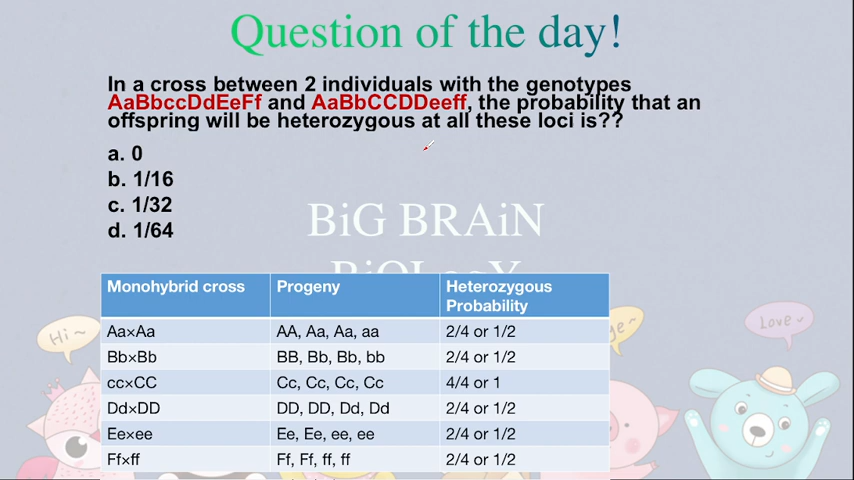 Question of the day!
In a cross between 2 individuals with the genotypes
AaBbccDdEeFf and AaBbCCDDeeff, the probability that an
offspring will be heterozygous at all these loci is??
a. 0
b. 1/16
c. 1/32
d. 1/64
BiG BRAiN
BiOLogY
Monohybrid cross Progeny Heterozygous
Probability
Aa×Aa AA, Aa, Aa, aa 2/4 or 1/2
Bb×Bb BB, Bb, Bb, bb 2/4 or 1/2
cc×CC Cc, Cc, Cc, Cc 4/4 or 1
Dd×DD DD, DD, Dd, Dd 2/4 or 1/2
Ee×ee Ee, Ee, ee, ee 2/4 or 1/2
Ff×ff Ff, Ff, ff, ff 2/4 or 1/2
Hi~
Love~